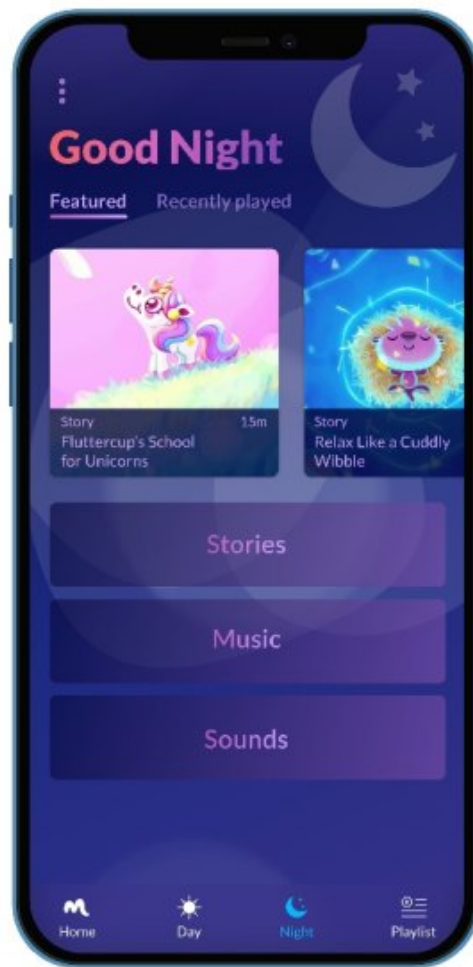 Good Night
Featured Recently played
Story 15m
Fluttercup's School
for Unicorns
Story
Relax Like a Cuddly
Wibble
Stories
Music
Sounds
Home Day Night Playlist